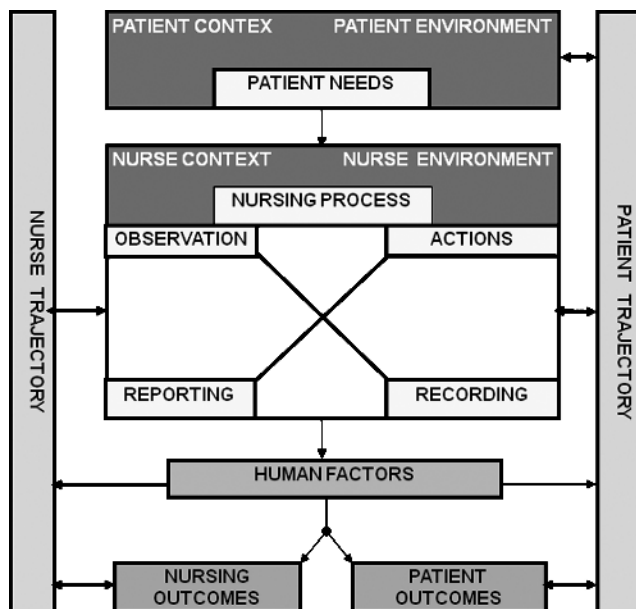 PATIENT CONTEX PATIENT ENVIRONMENT
PATIENT NEEDS
NURSE CONTEXT NURSE ENVIRONMENT
NURSING PROCESS
OBSERVATION ACTIONS
NURSE TRAJECTORY
PATIENT TRAJECTORY
REPORTING RECORDING
HUMAN FACTORS
NURSING PATIENT
OUTCOMES OUTCOMES